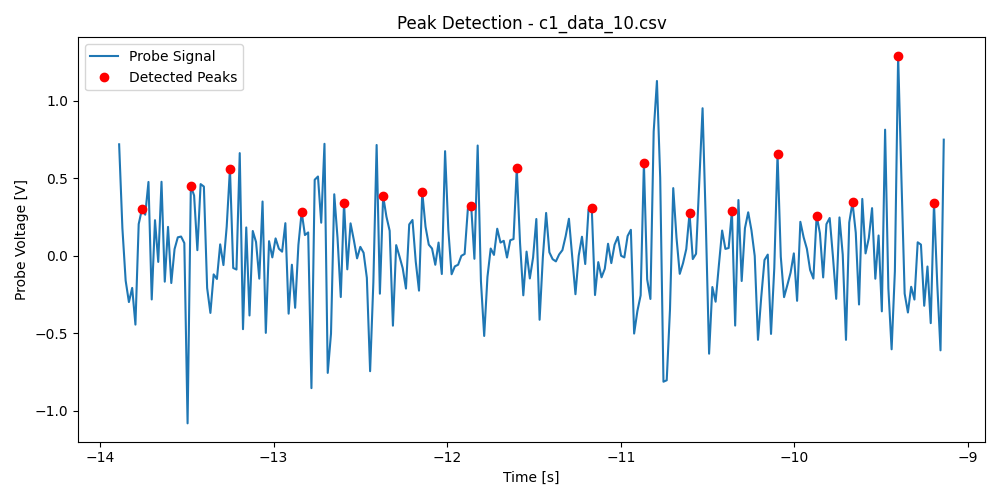 Peak Detection - c1_data_10.csv
Probe Signal
Detected Peaks
Probe Voltage [V]
1.0
0.5
0.0
−0.5
−1.0
−14
−13
−12
−11
−10
−9
Time [s]